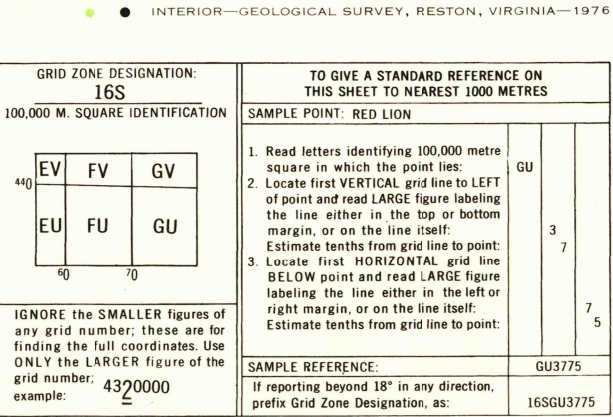 INTERIOR—GEOLOGICAL SURVEY, RESTON, VIRGINIA—1976
GRID ZONE DESIGNATION:
16S
100,000 M. SQUARE IDENTIFICATION
EV FV GV
440
EU FU GU
60 70
IGNORE the SMALLER figures of
any grid number; these are for
finding the full coordinates. Use
ONLY the LARGER figure of the
grid number;
example: 4320000
TO GIVE A STANDARD REFERENCE ON
THIS SHEET TO NEAREST 1000 METRES
SAMPLE POINT: RED LION
1. Read letters identifying 100,000 metre
square in which the point lies: GU
2. Locate first VERTICAL grid line to LEFT
of point and read LARGE figure labeling
the line either in the top or bottom
margin, or on the line itself: 3
Estimate tenths from grid line to point: 7
3. Locate first HORIZONTAL grid line
BELOW point and read LARGE figure
labeling the line either in the left or
right margin, or on the line itself: 7
Estimate tenths from grid line to point: 5
SAMPLE REFERENCE: GU3775
If reporting beyond 18° in any direction,
prefix Grid Zone Designation, as: 16SGU3775